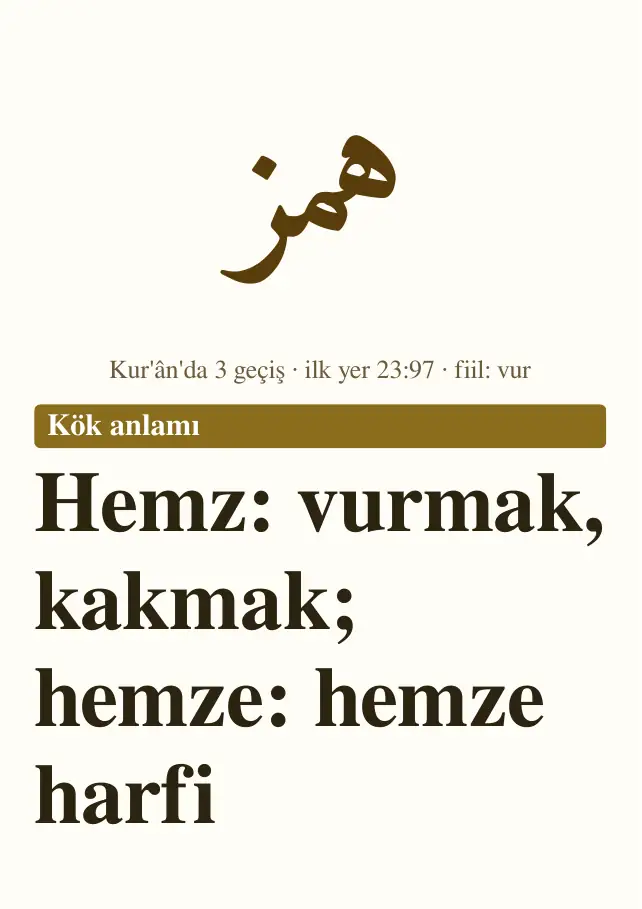 همز
Kur'ân'da 3 geçiş · ilk yer 23:97 · fiil: vur
Kök anlamı
Hemz: vurmak,
kakmak;
hemze: hemze
harfi